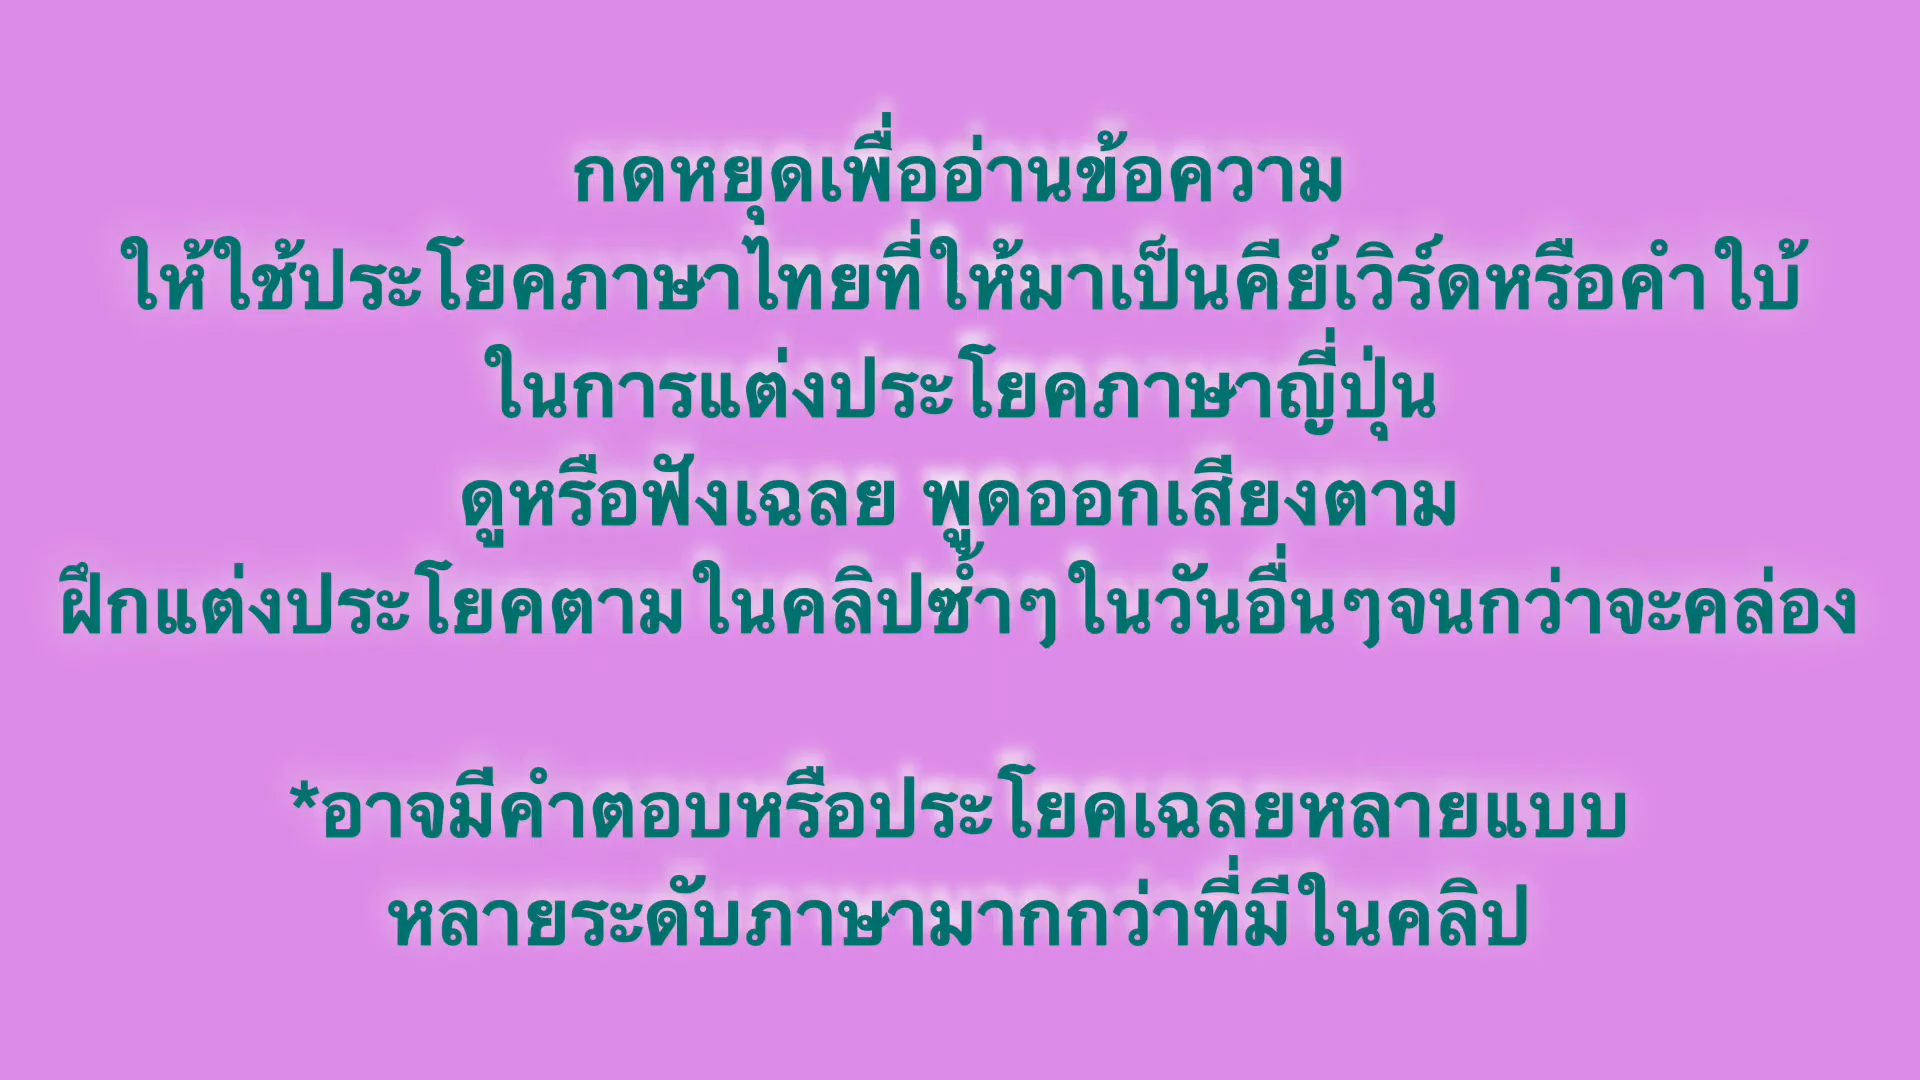 กดหยุดเพื่ออ่านข้อความ
ให้ใช้ประโยคภาษาไทยที่ให้มาเป็นคีย์เวิร์ดหรือคำใบ้
ในการแต่งประโยคภาษาญี่ปุ่น
ดูหรือฟังเฉลย พูดออกเสียงตาม
ฝึกแต่งประโยคตามในคลิปซ้ำๆในวันอื่นๆจนกว่าจะคล่อง
*อาจมีคำตอบหรือประโยคเฉลยหลายแบบ
หลายระดับภาษามากกว่าที่มีในคลิป